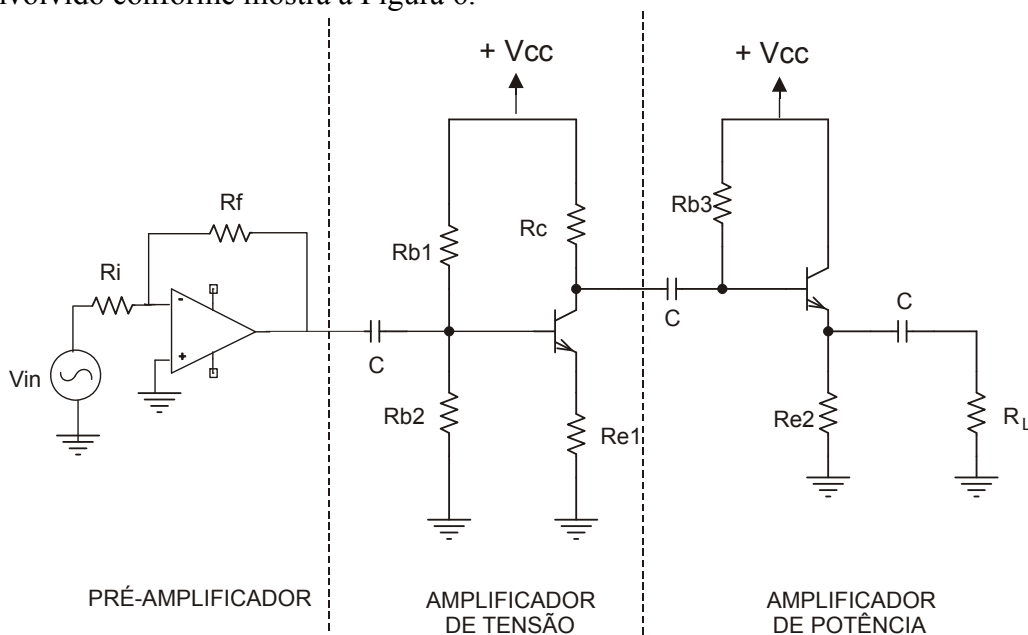 nvolvido conforme mostra a Figura 6.
+ Vcc
+ Vcc
Rf
Rb3
Rc
Rb1
Ri
-
+
C
C
C
Vin
Rb2
Re1
Re2
RL
PRÉ-AMPLIFICADOR
AMPLIFICADOR
DE TENSÃO
AMPLIFICADOR
DE POTÊNCIA